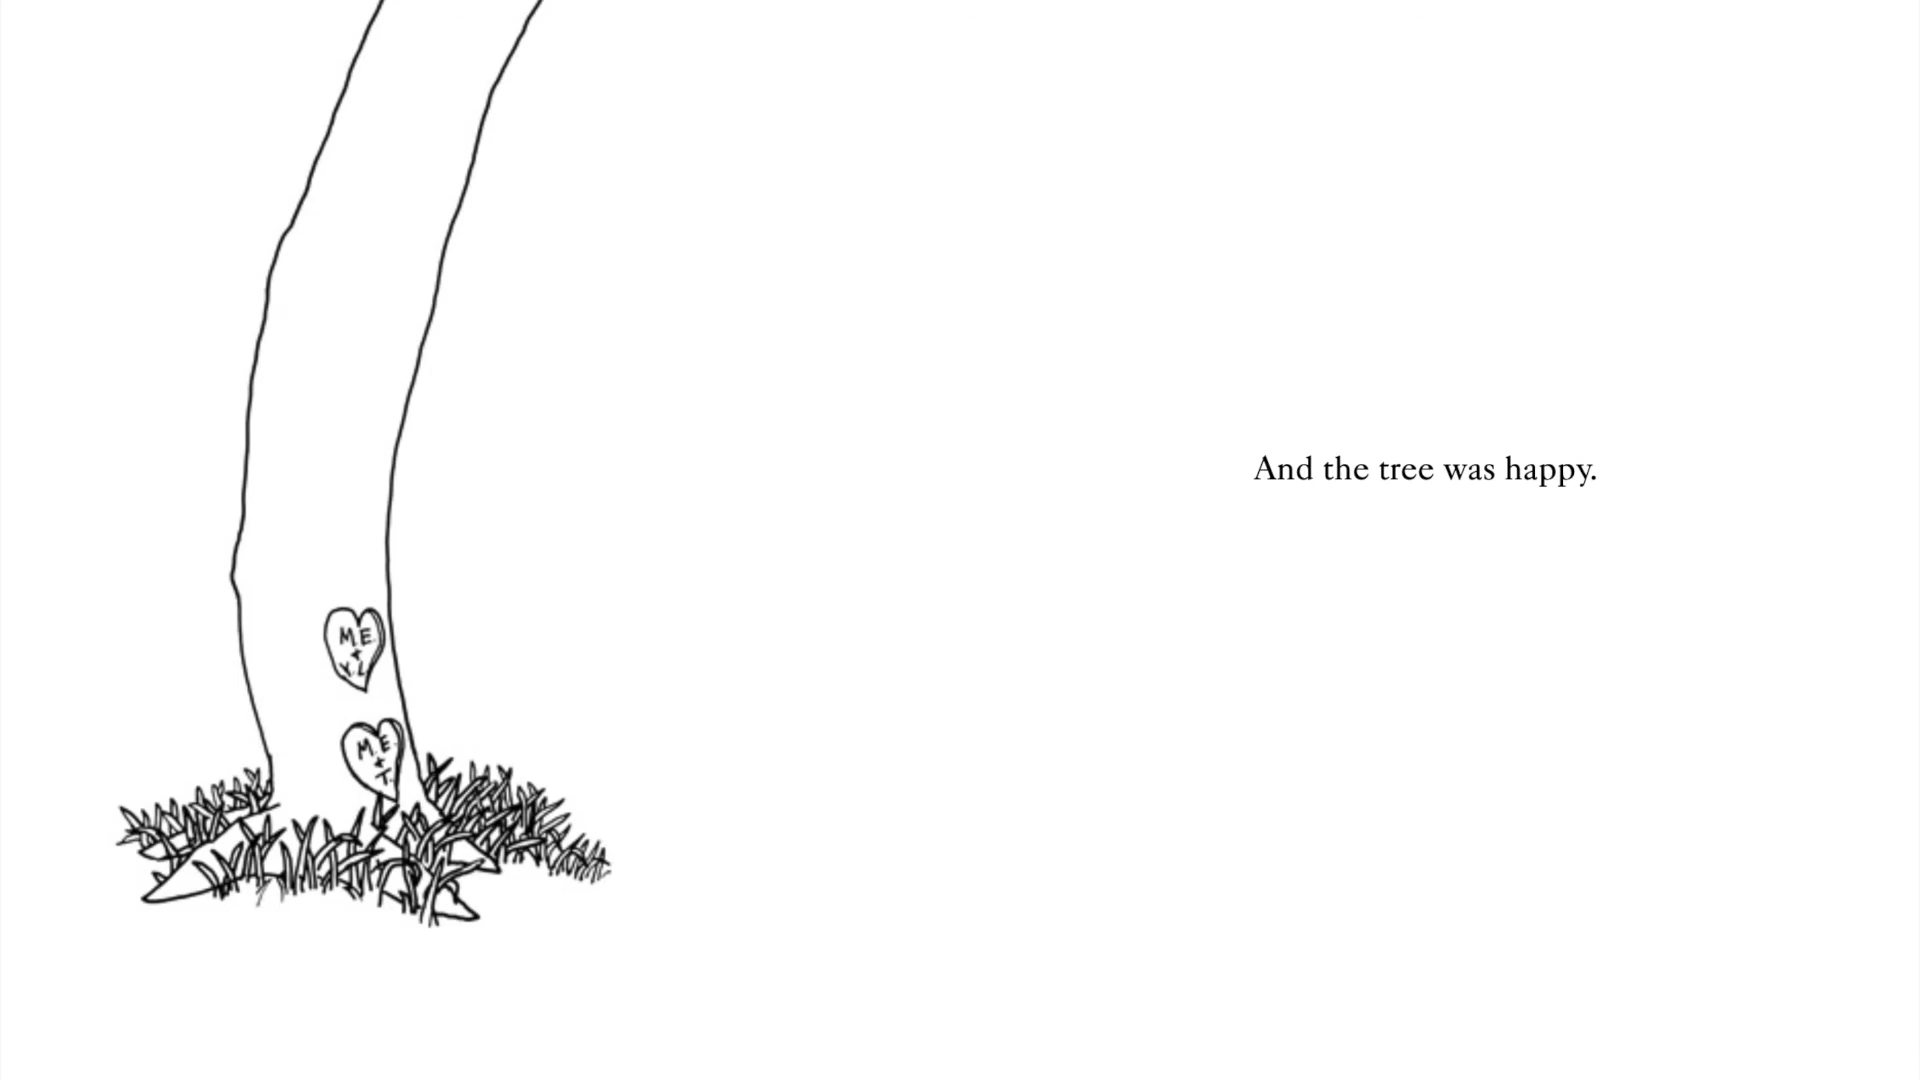 M.E.
+
Y.L.
M.E.
+
T.
And the tree was happy.